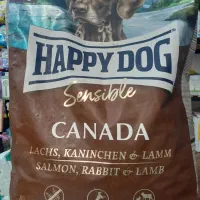 HAPPY DOG
Sensible
CANADA
LACHS, KANINCHEN & LAMM
SALMON, RABBIT & LAMB